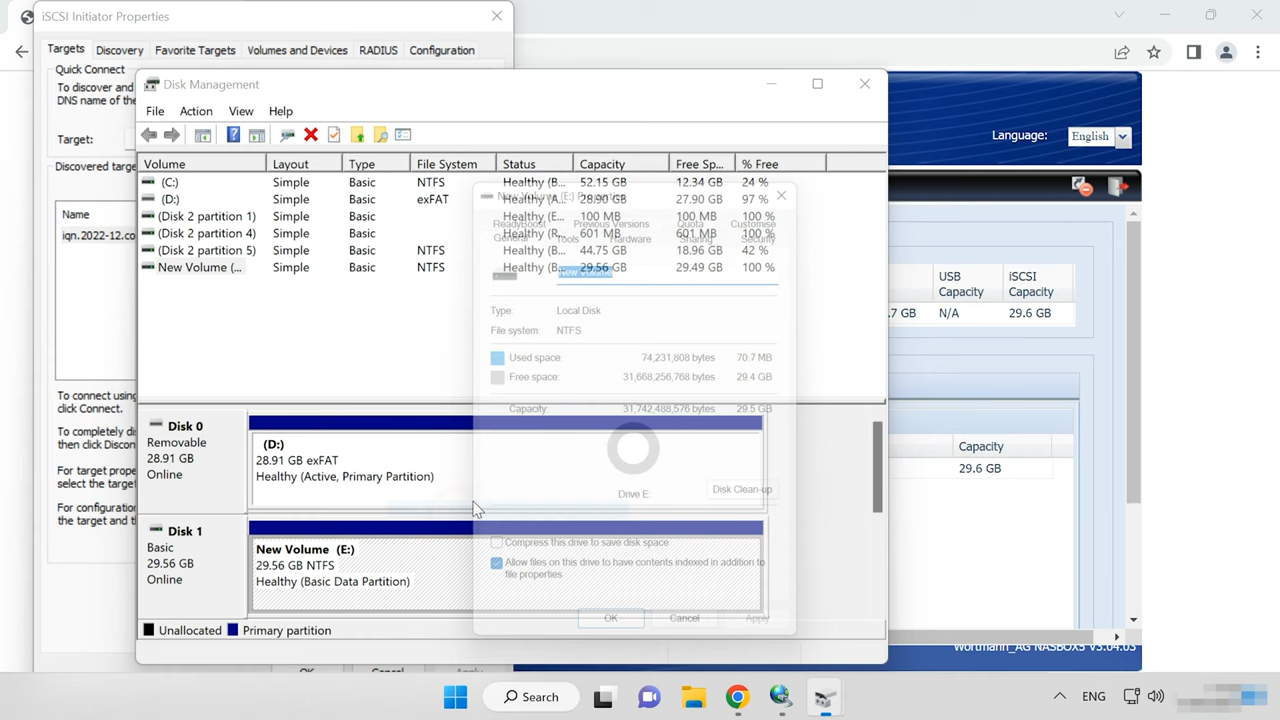 iSCSI Initiator Properties
Targets Discovery Favorite Targets Volumes and Devices RADIUS Configuration
Quick Connect
To discover and
DNS name of the
Target:
Discovered targe
Name
iqn.2022-12.co
To connect using
click Connect.
To completely di
then click Discon
For target prope
select the target
For configuration
the target and t
Disk Management
File Action View Help
Volume Layout Type File System Status Capacity Free Sp... % Free
(C:) Simple Basic NTFS Healthy (B... 52.15 GB 12.34 GB 24 %
(D:) Simple Basic exFAT Healthy (A... 28.90 GB 27.90 GB 97 %
(Disk 2 partition 1) Simple Basic Healthy (E... 100 MB 100 MB 100 %
(Disk 2 partition 4) Simple Basic Healthy (R... 601 MB 601 MB 100 %
(Disk 2 partition 5) Simple Basic NTFS Healthy (B... 44.75 GB 18.96 GB 42 %
New Volume (... Simple Basic NTFS Healthy (B... 29.56 GB 29.49 GB 100 %
New Volume (E:) Properties
ReadyBoost Previous Versions Quota Customise
General Tools Hardware Sharing Security
New Volume
Type: Local Disk
File system: NTFS
Used space: 74,231,808 bytes 70.7 MB
Free space: 31,668,256,768 bytes 29.4 GB
Capacity: 31,742,488,576 bytes 29.5 GB
Drive E: Disk Clean-up
Compress this drive to save disk space
Allow files on this drive to have contents indexed in addition to
file properties
OK Cancel Apply
Disk 0
Removable
28.91 GB
Online
(D:)
28.91 GB exFAT
Healthy (Active, Primary Partition)
Disk 1
Basic
29.56 GB
Online
New Volume (E:)
29.56 GB NTFS
Healthy (Basic Data Partition)
Unallocated Primary partition
OK Cancel Apply
Language: English
USB
Capacity
iSCSI
Capacity
.7 GB N/A 29.6 GB
Capacity
29.6 GB
Wortmann_AG NASBOX5 V3.04.03
Search
ENG